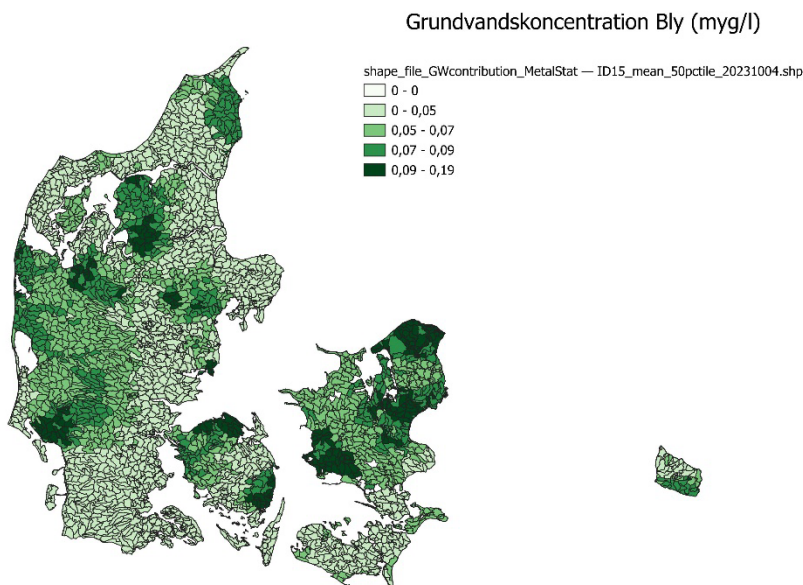 Grundvandskoncentration Bly (myg/l)
shape_file_GWcontribution_MetalStat — ID15_mean_50pctile_20231004.shp
0 - 0
0 - 0,05
0,05 - 0,07
0,07 - 0,09
0,09 - 0,19